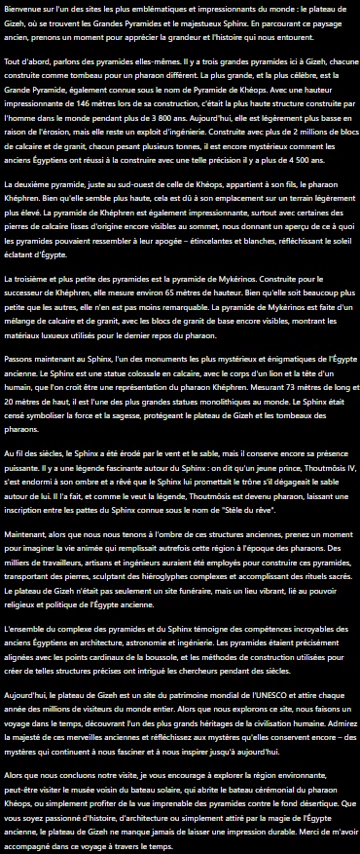 Bienvenue sur l'un des sites les plus emblématiques et impressionnants du monde : le plateau de
Gizeh, où se trouvent les Grandes Pyramides et le majestueux Sphinx. En parcourant ce paysage
ancien, prenons un moment pour apprécier la grandeur et l'histoire qui nous entourent.
Tout d'abord, parlons des pyramides elles-mêmes. Il y a trois grandes pyramides ici à Gizeh, chacune
construite comme tombeau pour un pharaon différent. La plus grande, et la plus célèbre, est la
Grande Pyramide, également connue sous le nom de Pyramide de Khéops. Avec une hauteur
impressionnante de 146 mètres lors de sa construction, c'était la plus haute structure construite par
l'homme dans le monde pendant plus de 3 800 ans. Aujourd'hui, elle est légèrement plus basse en
raison de l'érosion, mais elle reste un exploit d'ingénierie. Construite avec plus de 2 millions de blocs
de calcaire et de granit, chacun pesant plusieurs tonnes, il est encore mystérieux comment les
anciens Égyptiens ont réussi à la construire avec une telle précision il y a plus de 4 500 ans.
La deuxième pyramide, juste au sud-ouest de celle de Khéops, appartient à son fils, le pharaon
Khéphren. Bien qu'elle semble plus haute, cela est dû à son emplacement sur un terrain légèrement
plus élevé. La pyramide de Khéphren est également impressionnante, surtout avec certaines des
pierres de calcaire lisses d'origine encore visibles au sommet, nous donnant un aperçu de ce à quoi
les pyramides pouvaient ressembler à leur apogée – étincelantes et blanches, réfléchissant le soleil
éclatant d'Égypte.
La troisième et plus petite des pyramides est la pyramide de Mykérinos. Construite pour le
successeur de Khéphren, elle mesure environ 65 mètres de hauteur. Bien qu'elle soit beaucoup plus
petite que les autres, elle n'en est pas moins remarquable. La pyramide de Mykérinos est faite d'un
mélange de calcaire et de granit, avec les blocs de granit de base encore visibles, montrant les
matériaux luxueux utilisés pour le dernier repos du pharaon.
Passons maintenant au Sphinx, l'un des monuments les plus mystérieux et énigmatiques de l'Égypte
ancienne. Le Sphinx est une statue colossale en calcaire, avec le corps d'un lion et la tête d'un
humain, que l'on croit être une représentation du pharaon Khéphren. Mesurant 73 mètres de long et
20 mètres de haut, il est l'une des plus grandes statues monolithiques au monde. Le Sphinx était
censé symboliser la force et la sagesse, protégeant le plateau de Gizeh et les tombeaux des
pharaons.
Au fil des siècles, le Sphinx a été érodé par le vent et le sable, mais il conserve encore sa présence
puissante. Il y a une légende fascinante autour du Sphinx : on dit qu'un jeune prince, Thoutmôsis IV,
s'est endormi à son ombre et a rêvé que le Sphinx lui promettait le trône s'il dégageait le sable
autour de lui. Il l'a fait, et comme le veut la légende, Thoutmôsis est devenu pharaon, laissant une
inscription entre les pattes du Sphinx connue sous le nom de "Stèle du rêve".
Maintenant, alors que nous nous tenons à l'ombre de ces structures anciennes, prenez un moment
pour imaginer la vie animée qui remplissait autrefois cette région à l'époque des pharaons. Des
milliers de travailleurs, artisans et ingénieurs auraient été employés pour construire ces pyramides,
transportant des pierres, sculptant des hiéroglyphes complexes et accomplissant des rituels sacrés.
Le plateau de Gizeh n'était pas seulement un site funéraire, mais un lieu vibrant, lié au pouvoir
religieux et politique de l'Égypte ancienne.
L'ensemble du complexe des pyramides et du Sphinx témoigne des compétences incroyables des
anciens Égyptiens en architecture, astronomie et ingénierie. Les pyramides étaient précisément
alignées avec les points cardinaux de la boussole, et les méthodes de construction utilisées pour
créer de telles structures précises ont intrigué les chercheurs pendant des siècles.
Aujourd'hui, le plateau de Gizeh est un site du patrimoine mondial de l'UNESCO et attire chaque
année des millions de visiteurs du monde entier. Alors que nous explorons ce site, nous faisons un
voyage dans le temps, découvrant l'un des plus grands héritages de la civilisation humaine. Admirez
la majesté de ces merveilles anciennes et réfléchissez aux mystères qu'elles conservent encore – des
mystères qui continuent à nous fasciner et à nous inspirer jusqu'à aujourd'hui.
Alors que nous concluons notre visite, je vous encourage à explorer la région environnante,
peut-être visiter le musée voisin du bateau solaire, qui abrite le bateau cérémonial du pharaon
Khéops, ou simplement profiter de la vue imprenable des pyramides contre le fond désertique. Que
vous soyez passionné d'histoire, d'architecture ou simplement attiré par la magie de l'Égypte
ancienne, le plateau de Gizeh ne manque jamais de laisser une impression durable. Merci de m'avoir
accompagné dans ce voyage à travers le temps.